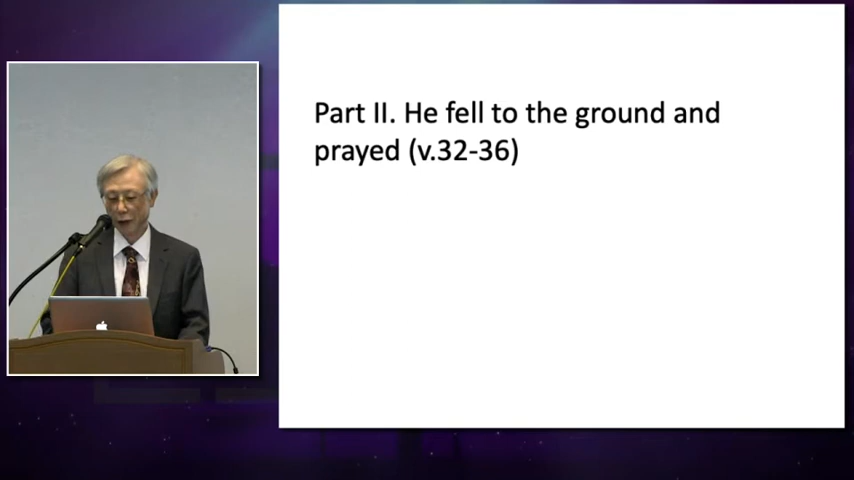 Part II. He fell to the ground and
prayed (v.32-36)